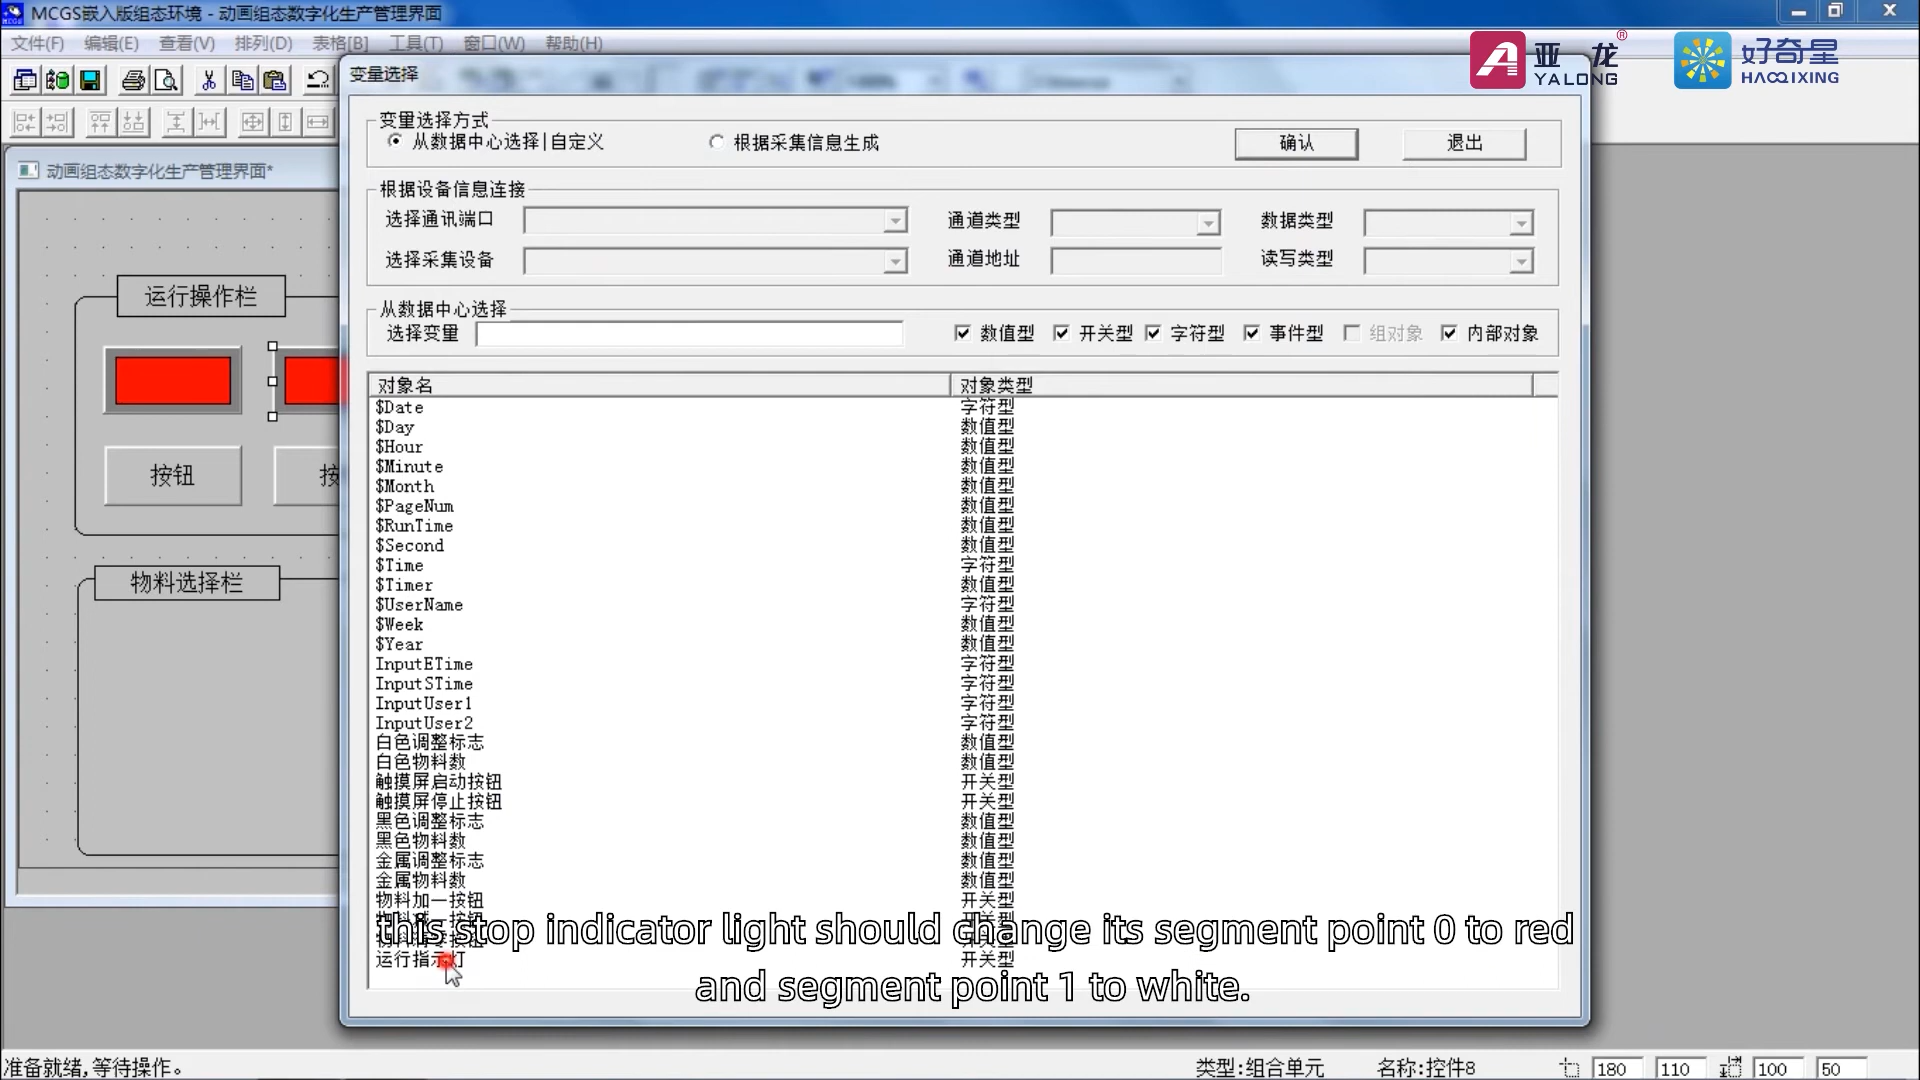 MCGS嵌入版组态环境 - 动画组态数字化生产管理界面
文件(F) 编辑(E) 查看(V) 排列(D) 表格[B] 工具(T) 窗口(W) 帮助(H)
亚龙® YALONG
好奇星 HAOQIXING
变量选择
变量选择方式
从数据中心选择|自定义 根据采集信息生成 确认 退出
动画组态数字化生产管理界面*
根据设备信息连接
选择通讯端口 通道类型 数据类型
选择采集设备 通道地址 读写类型
运行操作栏
从数据中心选择
选择变量 数值型 开关型 字符型 事件型 组对象 内部对象
对象名 对象类型
$Date 字符型
$Day 数值型
$Hour 数值型
$Minute 数值型
$Month 数值型
$PageNum 数值型
$RunTime 数值型
$Second 数值型
$Time 字符型
$Timer 数值型
$UserName 字符型
$Week 数值型
$Year 数值型
InputETime 字符型
InputSTime 字符型
InputUser1 字符型
InputUser2 字符型
白色调整标志 数值型
白色物料数 数值型
触摸屏启动按钮 开关型
触摸屏停止按钮 开关型
黑色调整标志 数值型
黑色物料数 数值型
金属调整标志 数值型
金属物料数 数值型
物料加一按钮 开关型
运行指示灯 开关型
按钮 按
物料选择栏
this stop indicator light should change its segment point 0 to red
and segment point 1 to white.
准备就绪,等待操作。 类型:组合单元 名称:控件8 180 110 100 50